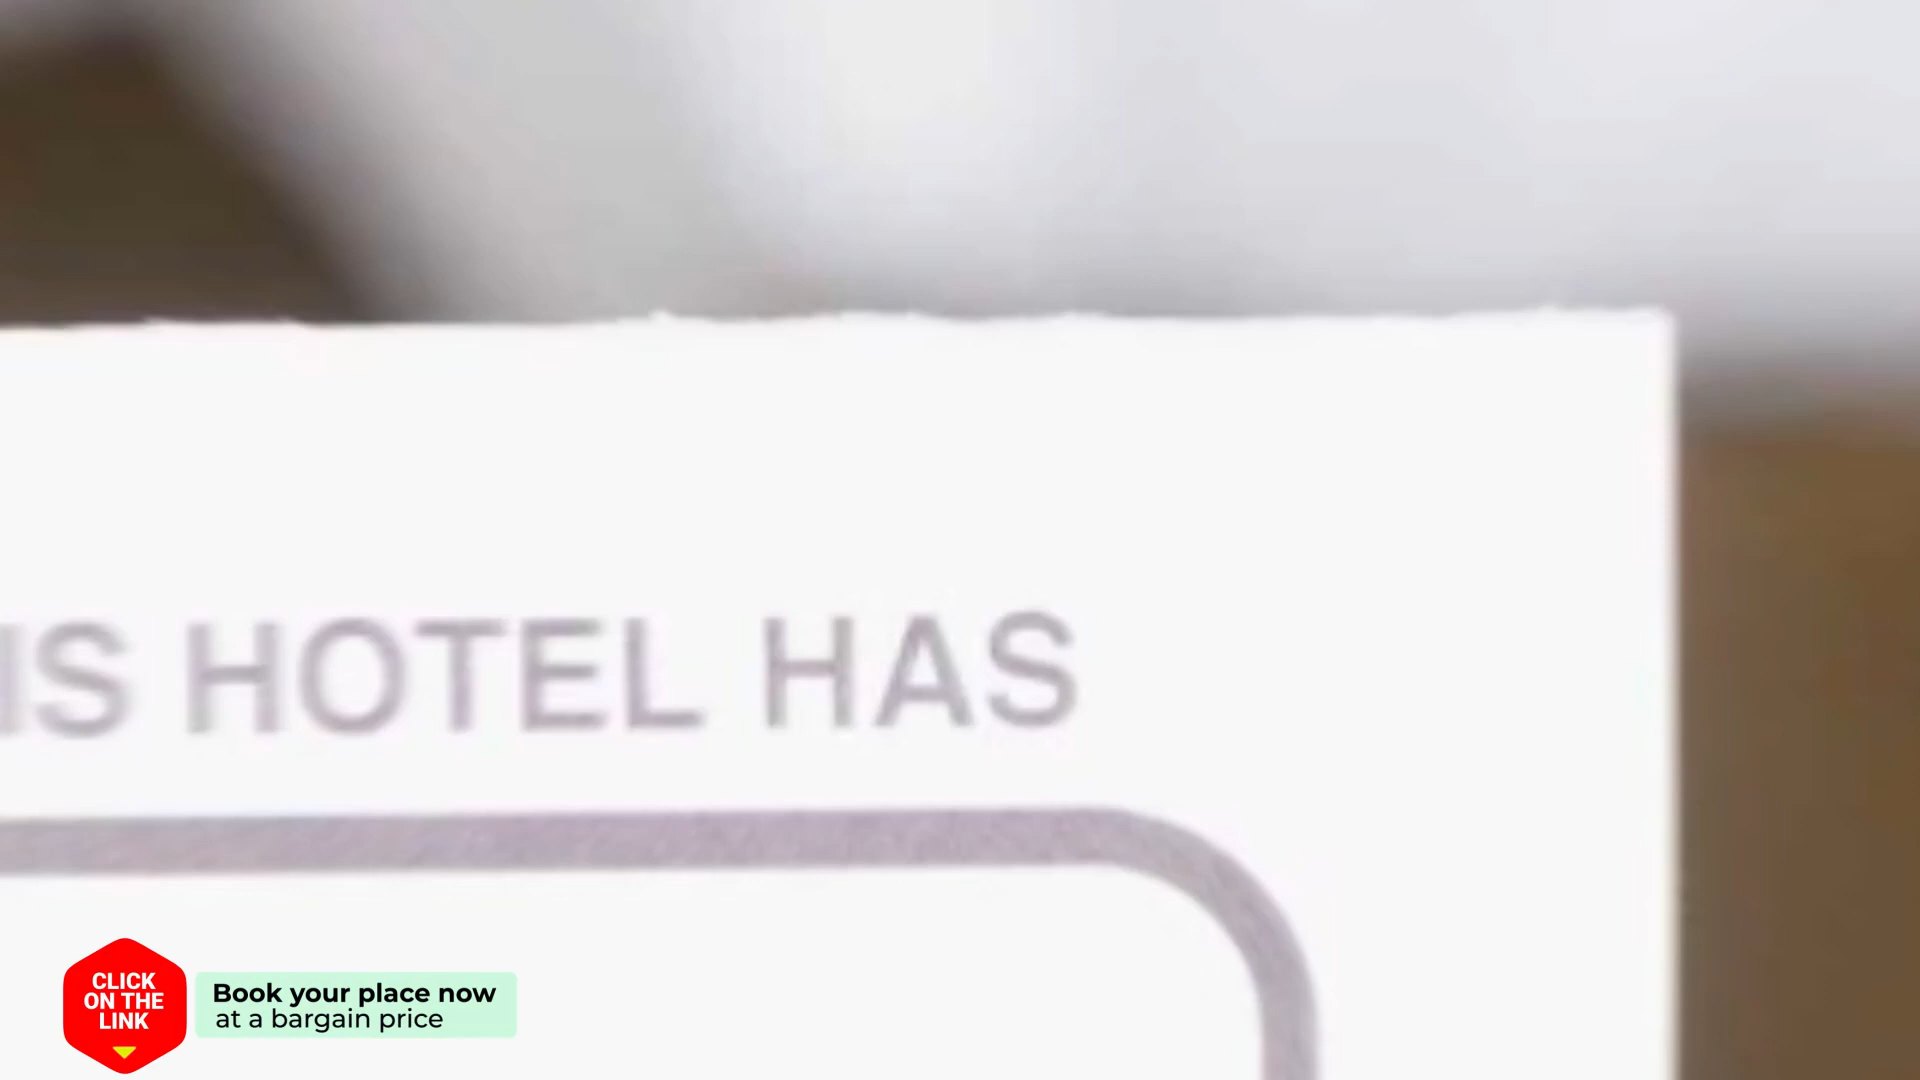 IS HOTEL HAS
CLICK
ON THE
LINK
Book your place now
at a bargain price